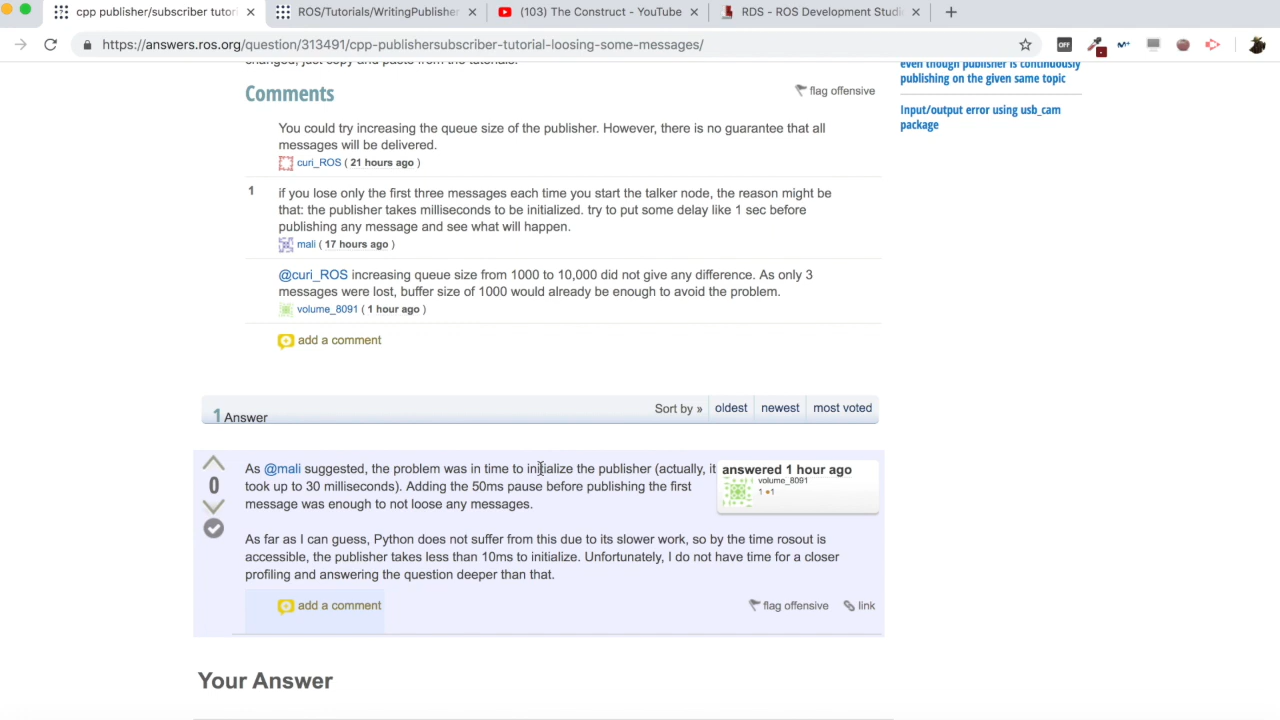 cpp publisher/subscriber tutori
ROS/Tutorials/WritingPublisher
(103) The Construct - YouTube
RDS - ROS Development Studi
https://answers.ros.org/question/313491/cpp-publishersubscriber-tutorial-loosing-some-messages/
OFF
changed, just copy and paste from the tutorials.
even though publisher is continuously
publishing on the given same topic
Input/output error using usb_cam
package
Comments
flag offensive
You could try increasing the queue size of the publisher. However, there is no guarantee that all
messages will be delivered.
curi_ROS ( 21 hours ago )
1
if you lose only the first three messages each time you start the talker node, the reason might be
that: the publisher takes milliseconds to be initialized. try to put some delay like 1 sec before
publishing any message and see what will happen.
mali ( 17 hours ago )
@curi_ROS increasing queue size from 1000 to 10,000 did not give any difference. As only 3
messages were lost, buffer size of 1000 would already be enough to avoid the problem.
volume_8091 ( 1 hour ago )
add a comment
1 Answer
Sort by » oldest newest most voted
0
As @mali suggested, the problem was in time to initialize the publisher (actually, it
took up to 30 milliseconds). Adding the 50ms pause before publishing the first
message was enough to not loose any messages.
answered 1 hour ago
volume_8091
1 ●1
As far as I can guess, Python does not suffer from this due to its slower work, so by the time rosout is
accessible, the publisher takes less than 10ms to initialize. Unfortunately, I do not have time for a closer
profiling and answering the question deeper than that.
add a comment
flag offensive
link
Your Answer